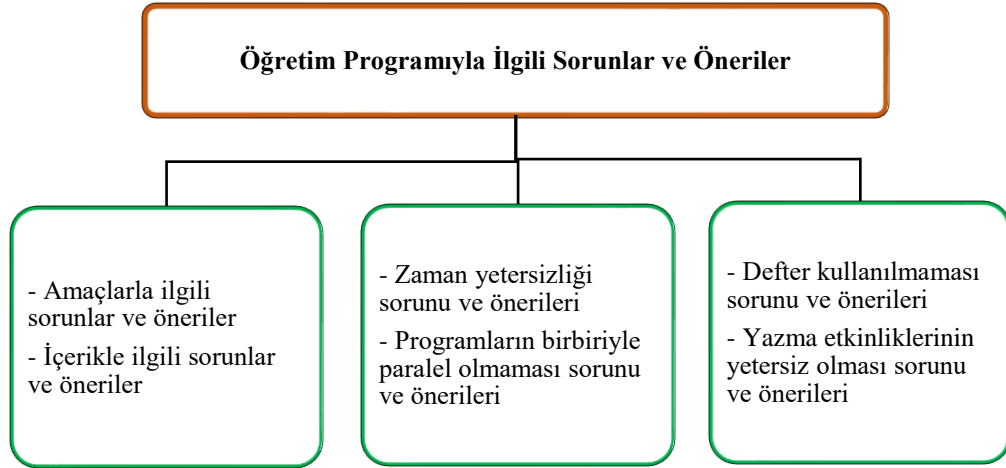 Öğretim Programıyla İlgili Sorunlar ve Öneriler
- Amaçlarla ilgili
sorunlar ve öneriler
- İçerikle ilgili sorunlar
ve öneriler
- Zaman yetersizliği
sorunu ve önerileri
- Programların birbiriyle
paralel olmaması sorunu
ve önerileri
- Defter kullanılmaması
sorunu ve önerileri
- Yazma etkinliklerinin
yetersiz olması sorunu
ve önerileri